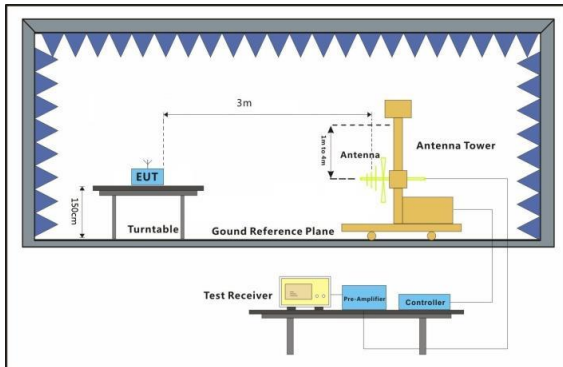 3m
1m to 4m
Antenna
Antenna Tower
EUT
150cm
Turntable
Gound Reference Plane
Test Receiver
Pre-Amplifier
Controller